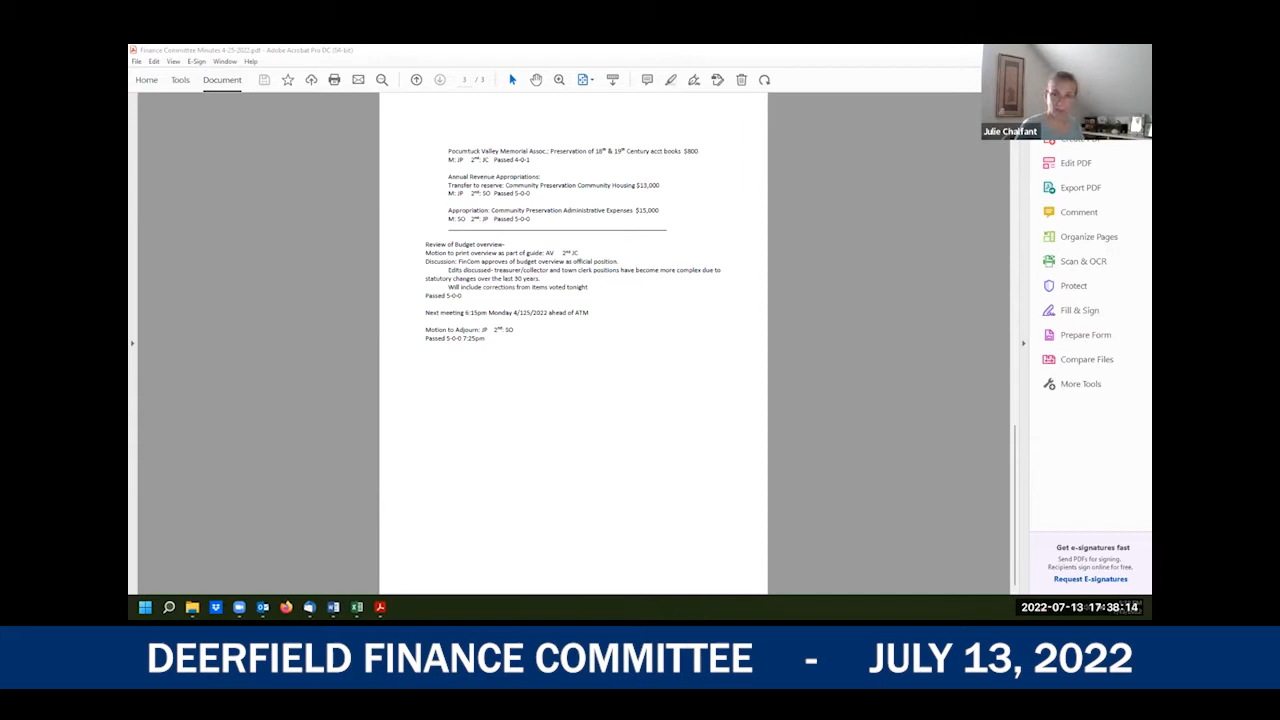 Finance Committee Minutes 4-25-2022.pdf - Adobe Acrobat Pro DC (64-bit)
File Edit View E-Sign Window Help
Home Tools Document 3 / 3
Julie Chalfant
Pocumtuck Valley Memorial Assoc.: Preservation of 18th & 19th Century acct books $800
M: JP 2nd: JC Passed 4-0-1
Annual Revenue Appropriations:
Transfer to reserve: Community Preservation Community Housing $13,000
M: JP 2nd: SO Passed 5-0-0
Appropriation: Community Preservation Administrative Expenses $15,000
M: SO 2nd: JP Passed 5-0-0
Review of Budget overview-
Motion to print overview as part of guide: AV 2nd JC
Discussion: FinCom approves of budget overview as official position.
Edits discussed- treasurer/collector and town clerk positions have become more complex due to
statutory changes over the last 30 years.
Will include corrections from items voted tonight
Passed 5-0-0
Next meeting 6:15pm Monday 4/125/2022 ahead of ATM
Motion to Adjourn: JP 2nd: SO
Passed 5-0-0 7:25pm
Create PDF
Edit PDF
Export PDF
Comment
Organize Pages
Scan & OCR
Protect
Fill & Sign
Prepare Form
Compare Files
More Tools
Get e-signatures fast
Send PDFs for signing.
Recipients sign online for free.
Request E-signatures
2022-07-13 17:38:14
DEERFIELD FINANCE COMMITTEE - JULY 13, 2022